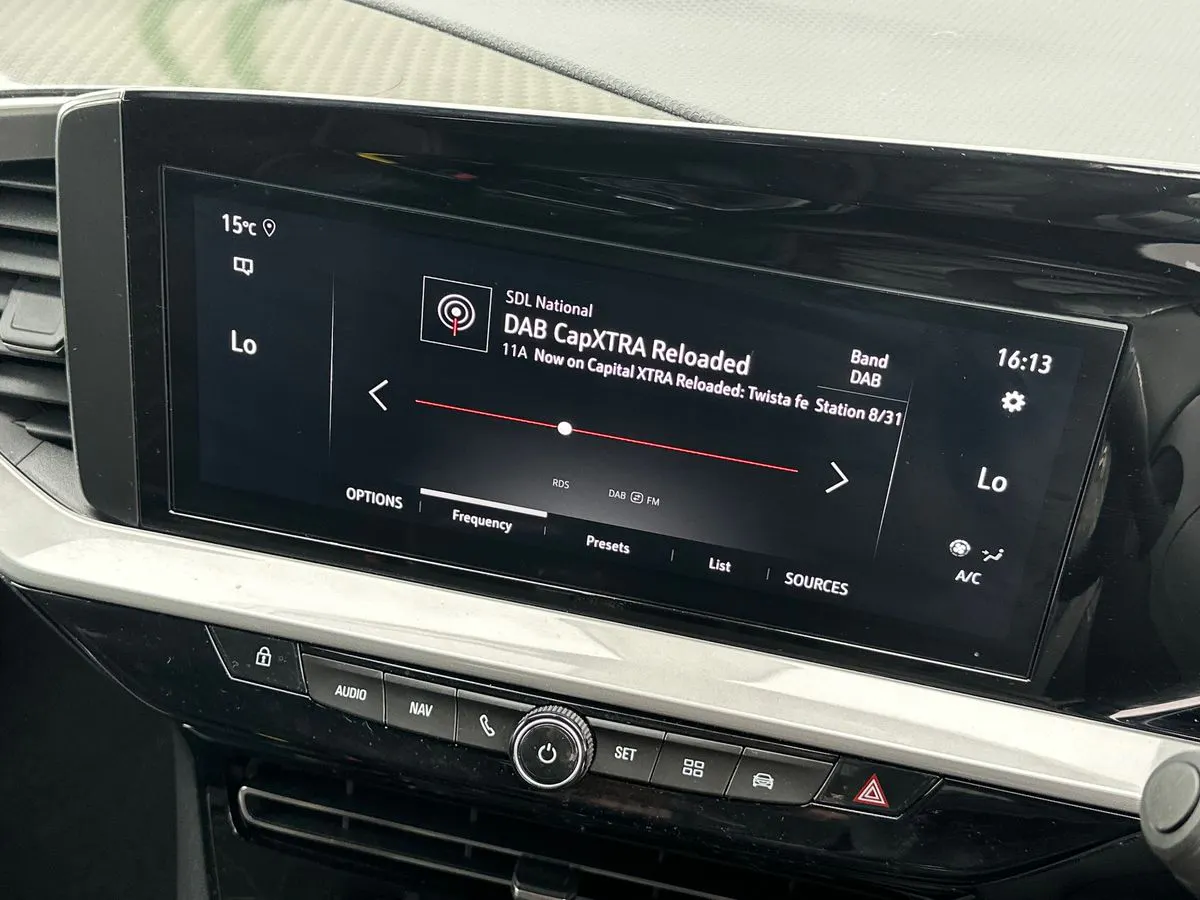 15°C
Lo
SDL National
DAB CapXTRA Reloaded
11A Now on Capital XTRA Reloaded: Twista fe
Band
DAB
Station 8/31
16:13
Lo
A/C
RDS
DAB FM
OPTIONS
Frequency
Presets
List
SOURCES
AUDIO
NAV
SET